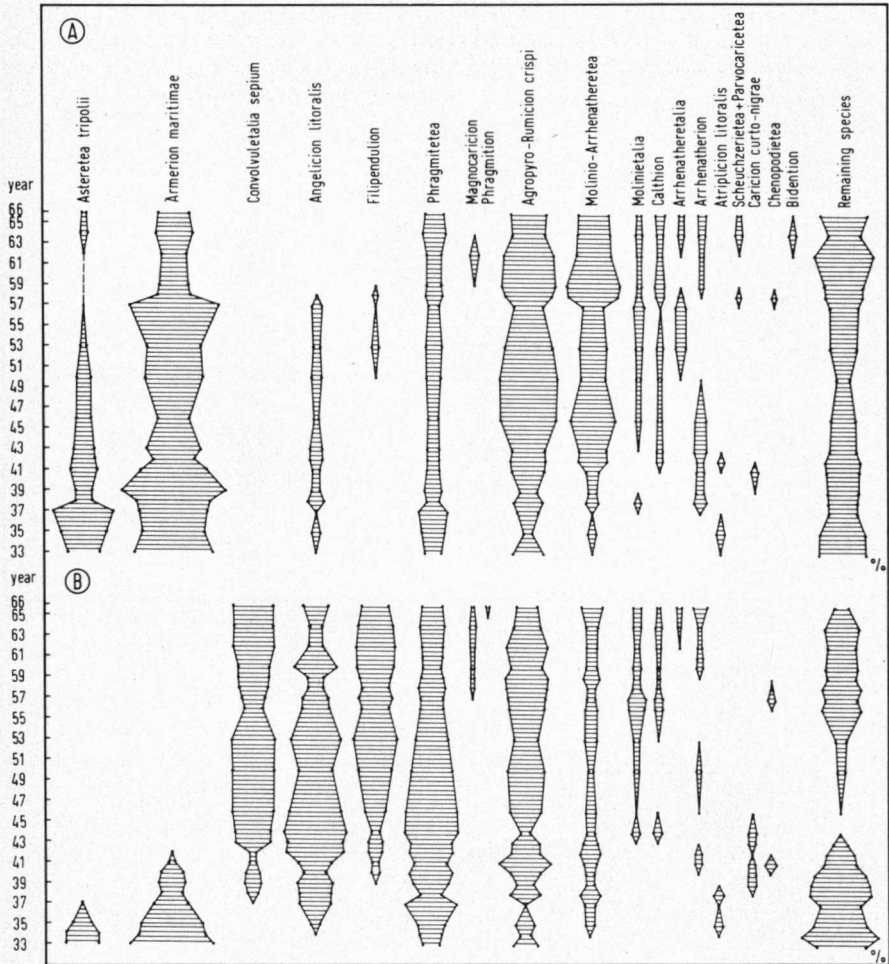 A
Asteretea tripolii
Armerion maritimae
Convolvuletalia sepium
Angelicion litoralis
Filipendulion
Phragmitetea
Magnocaricion
Phragmition
Agropyro-Rumicion crispi
Molinio-Arrhenatheretea
Molinietalia
Calthion
Arrhenatheretalia
Arrhenatherion
Atriplicion litoralis
Scheuchzerietea+Parvocaricetea
Caricion curto-nigrae
Chenopodietea
Bidention
Remaining species
year
66
65
63
61
59
57
55
53
49
47
45
43
41
39
37
35
33
%
year
B
66
65
63
61
59
57
55
53
51
49
47
45
43
41
39
37
35
33
%